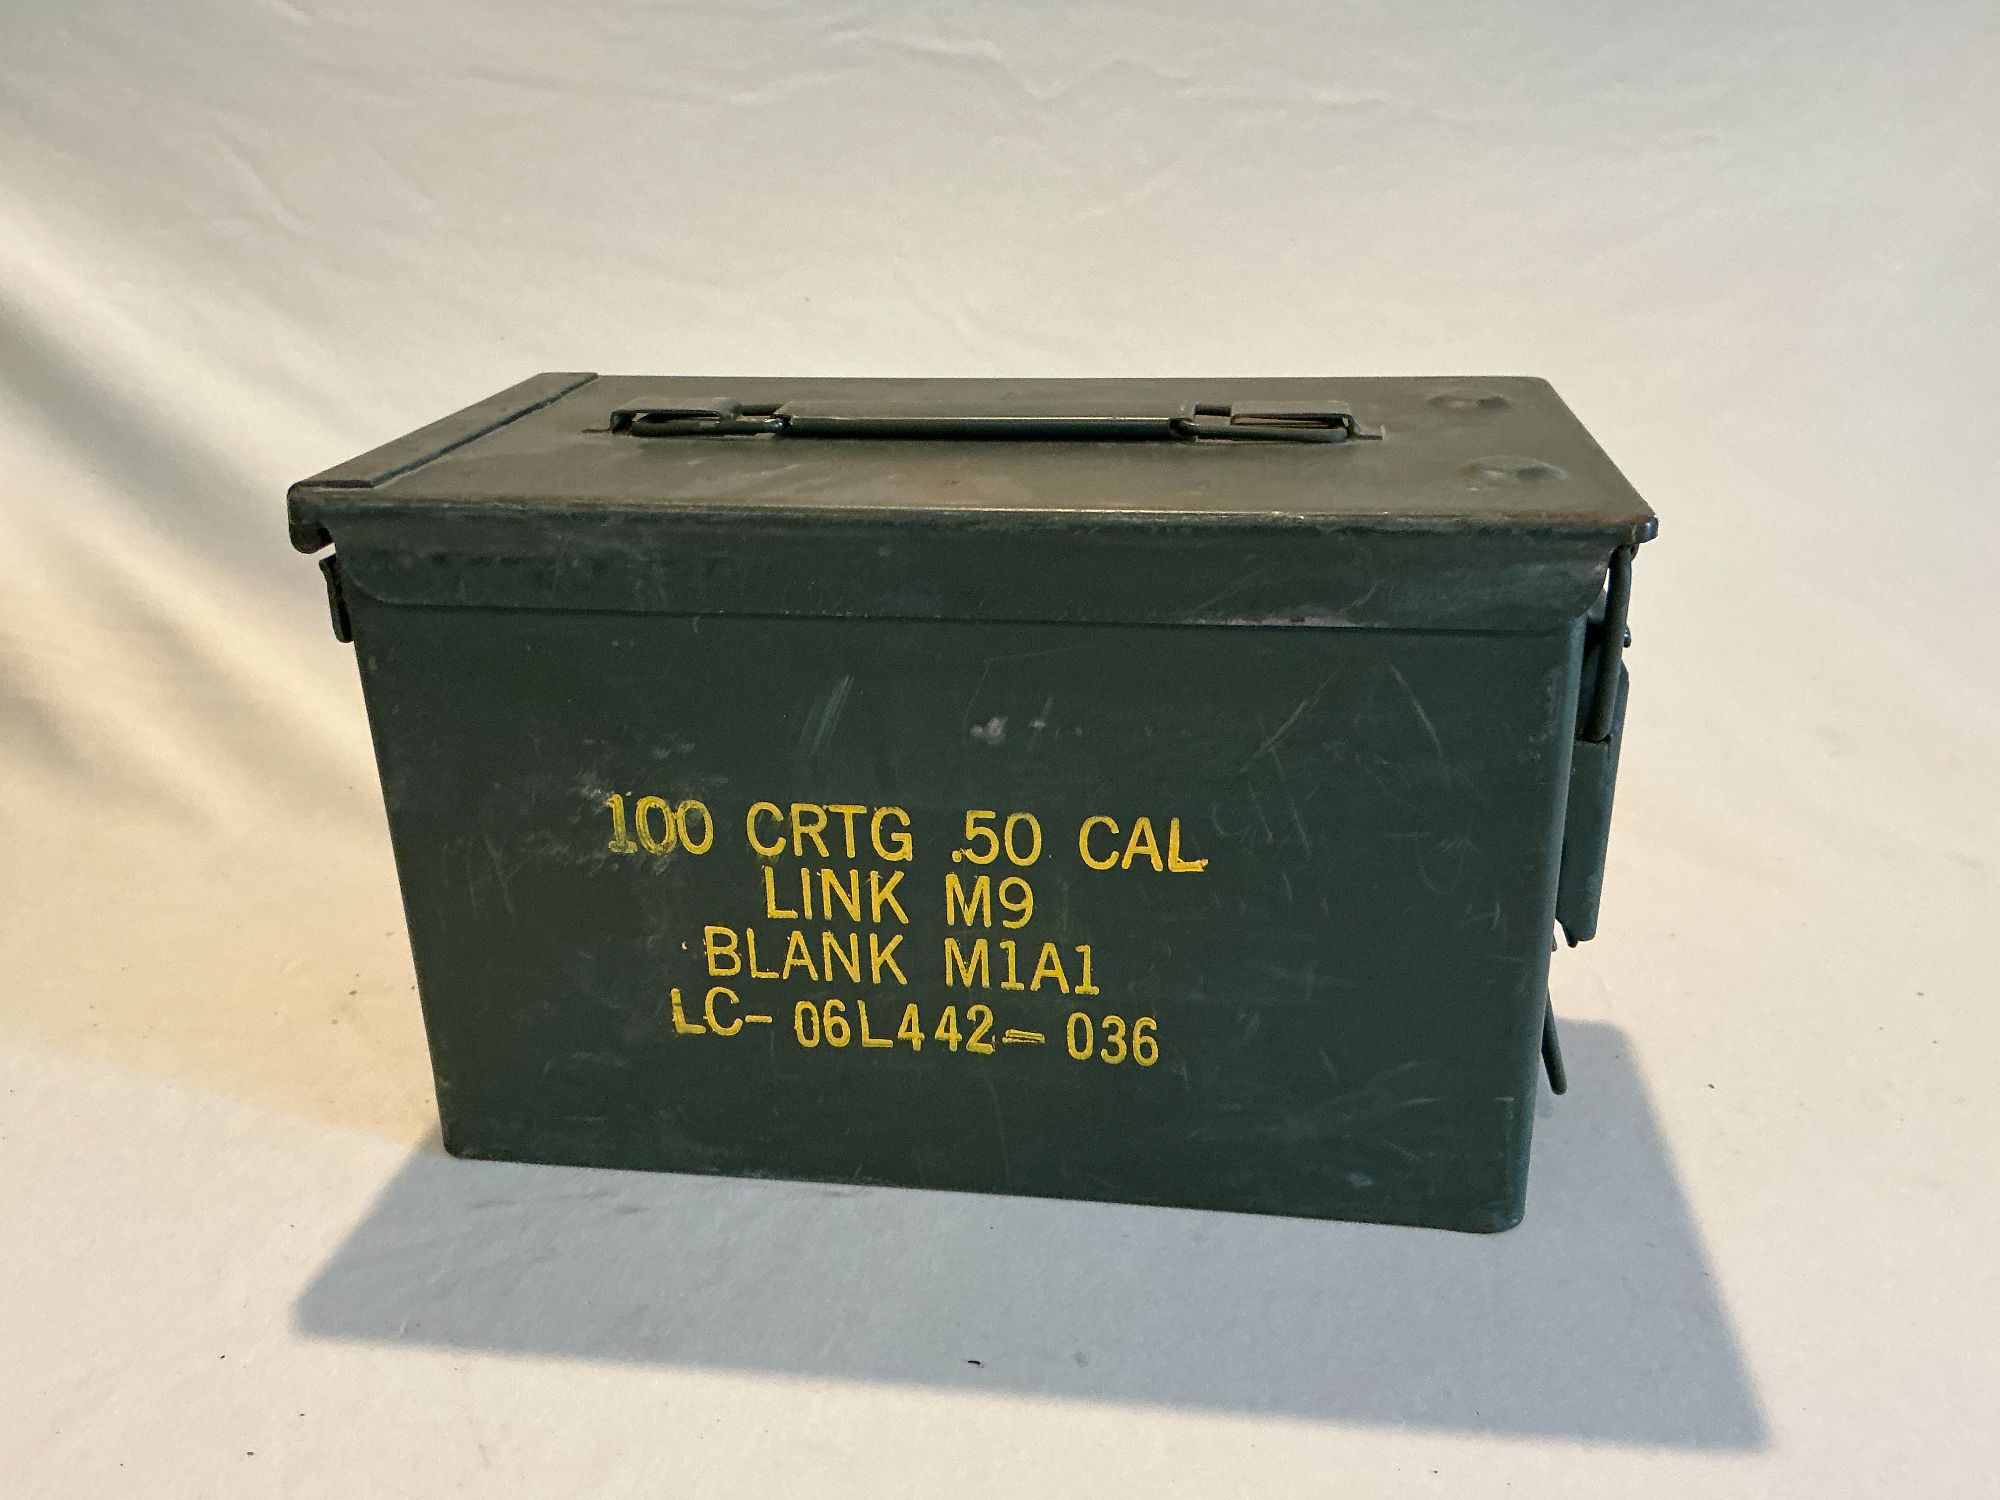 100 CRTG .50 CAL
LINK M9
BLANK M1A1
LC-06L442-036